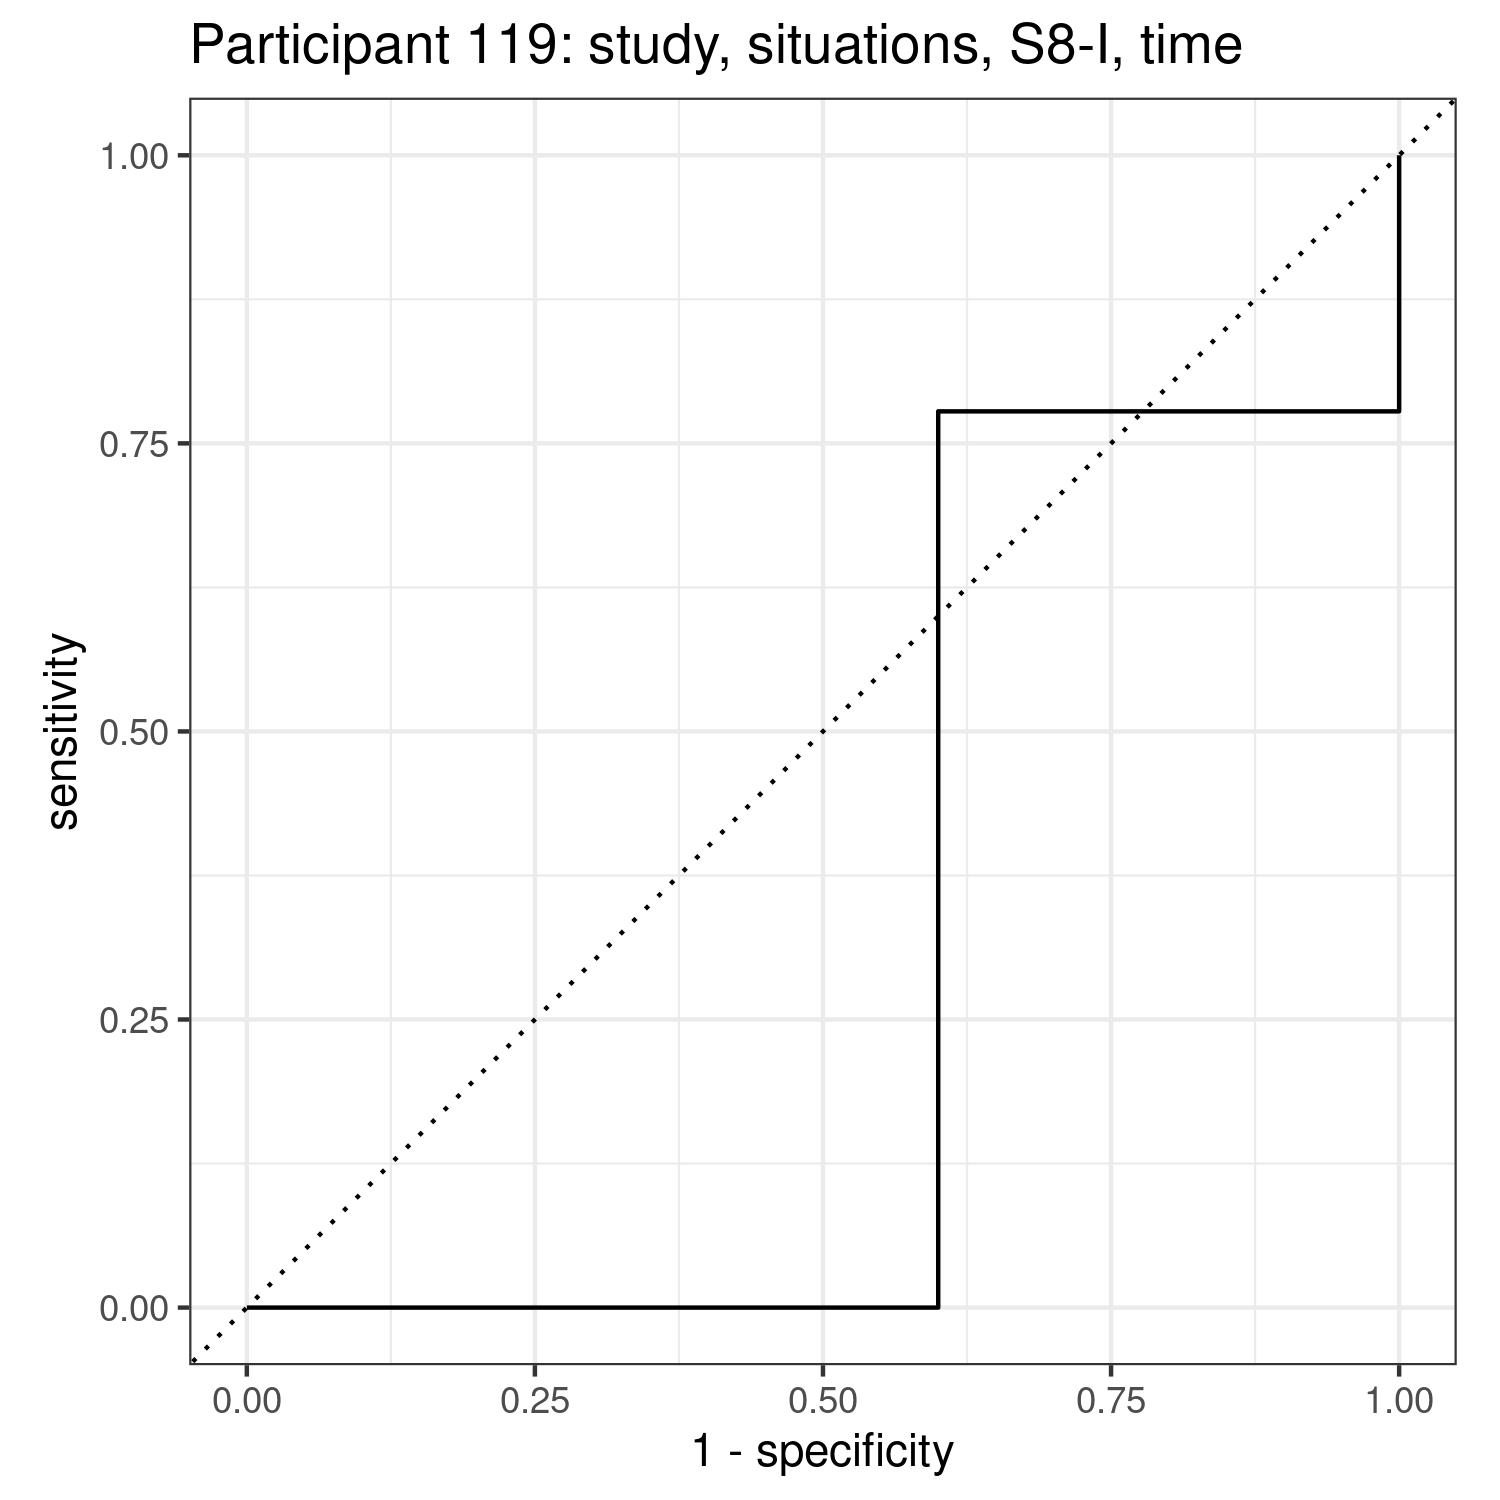 Participant 119: study, situations, S8-I, time
1.00
0.75
0.50
0.25
0.00
sensitivity
0.00 0.25 0.50 0.75 1.00
1 - specificity